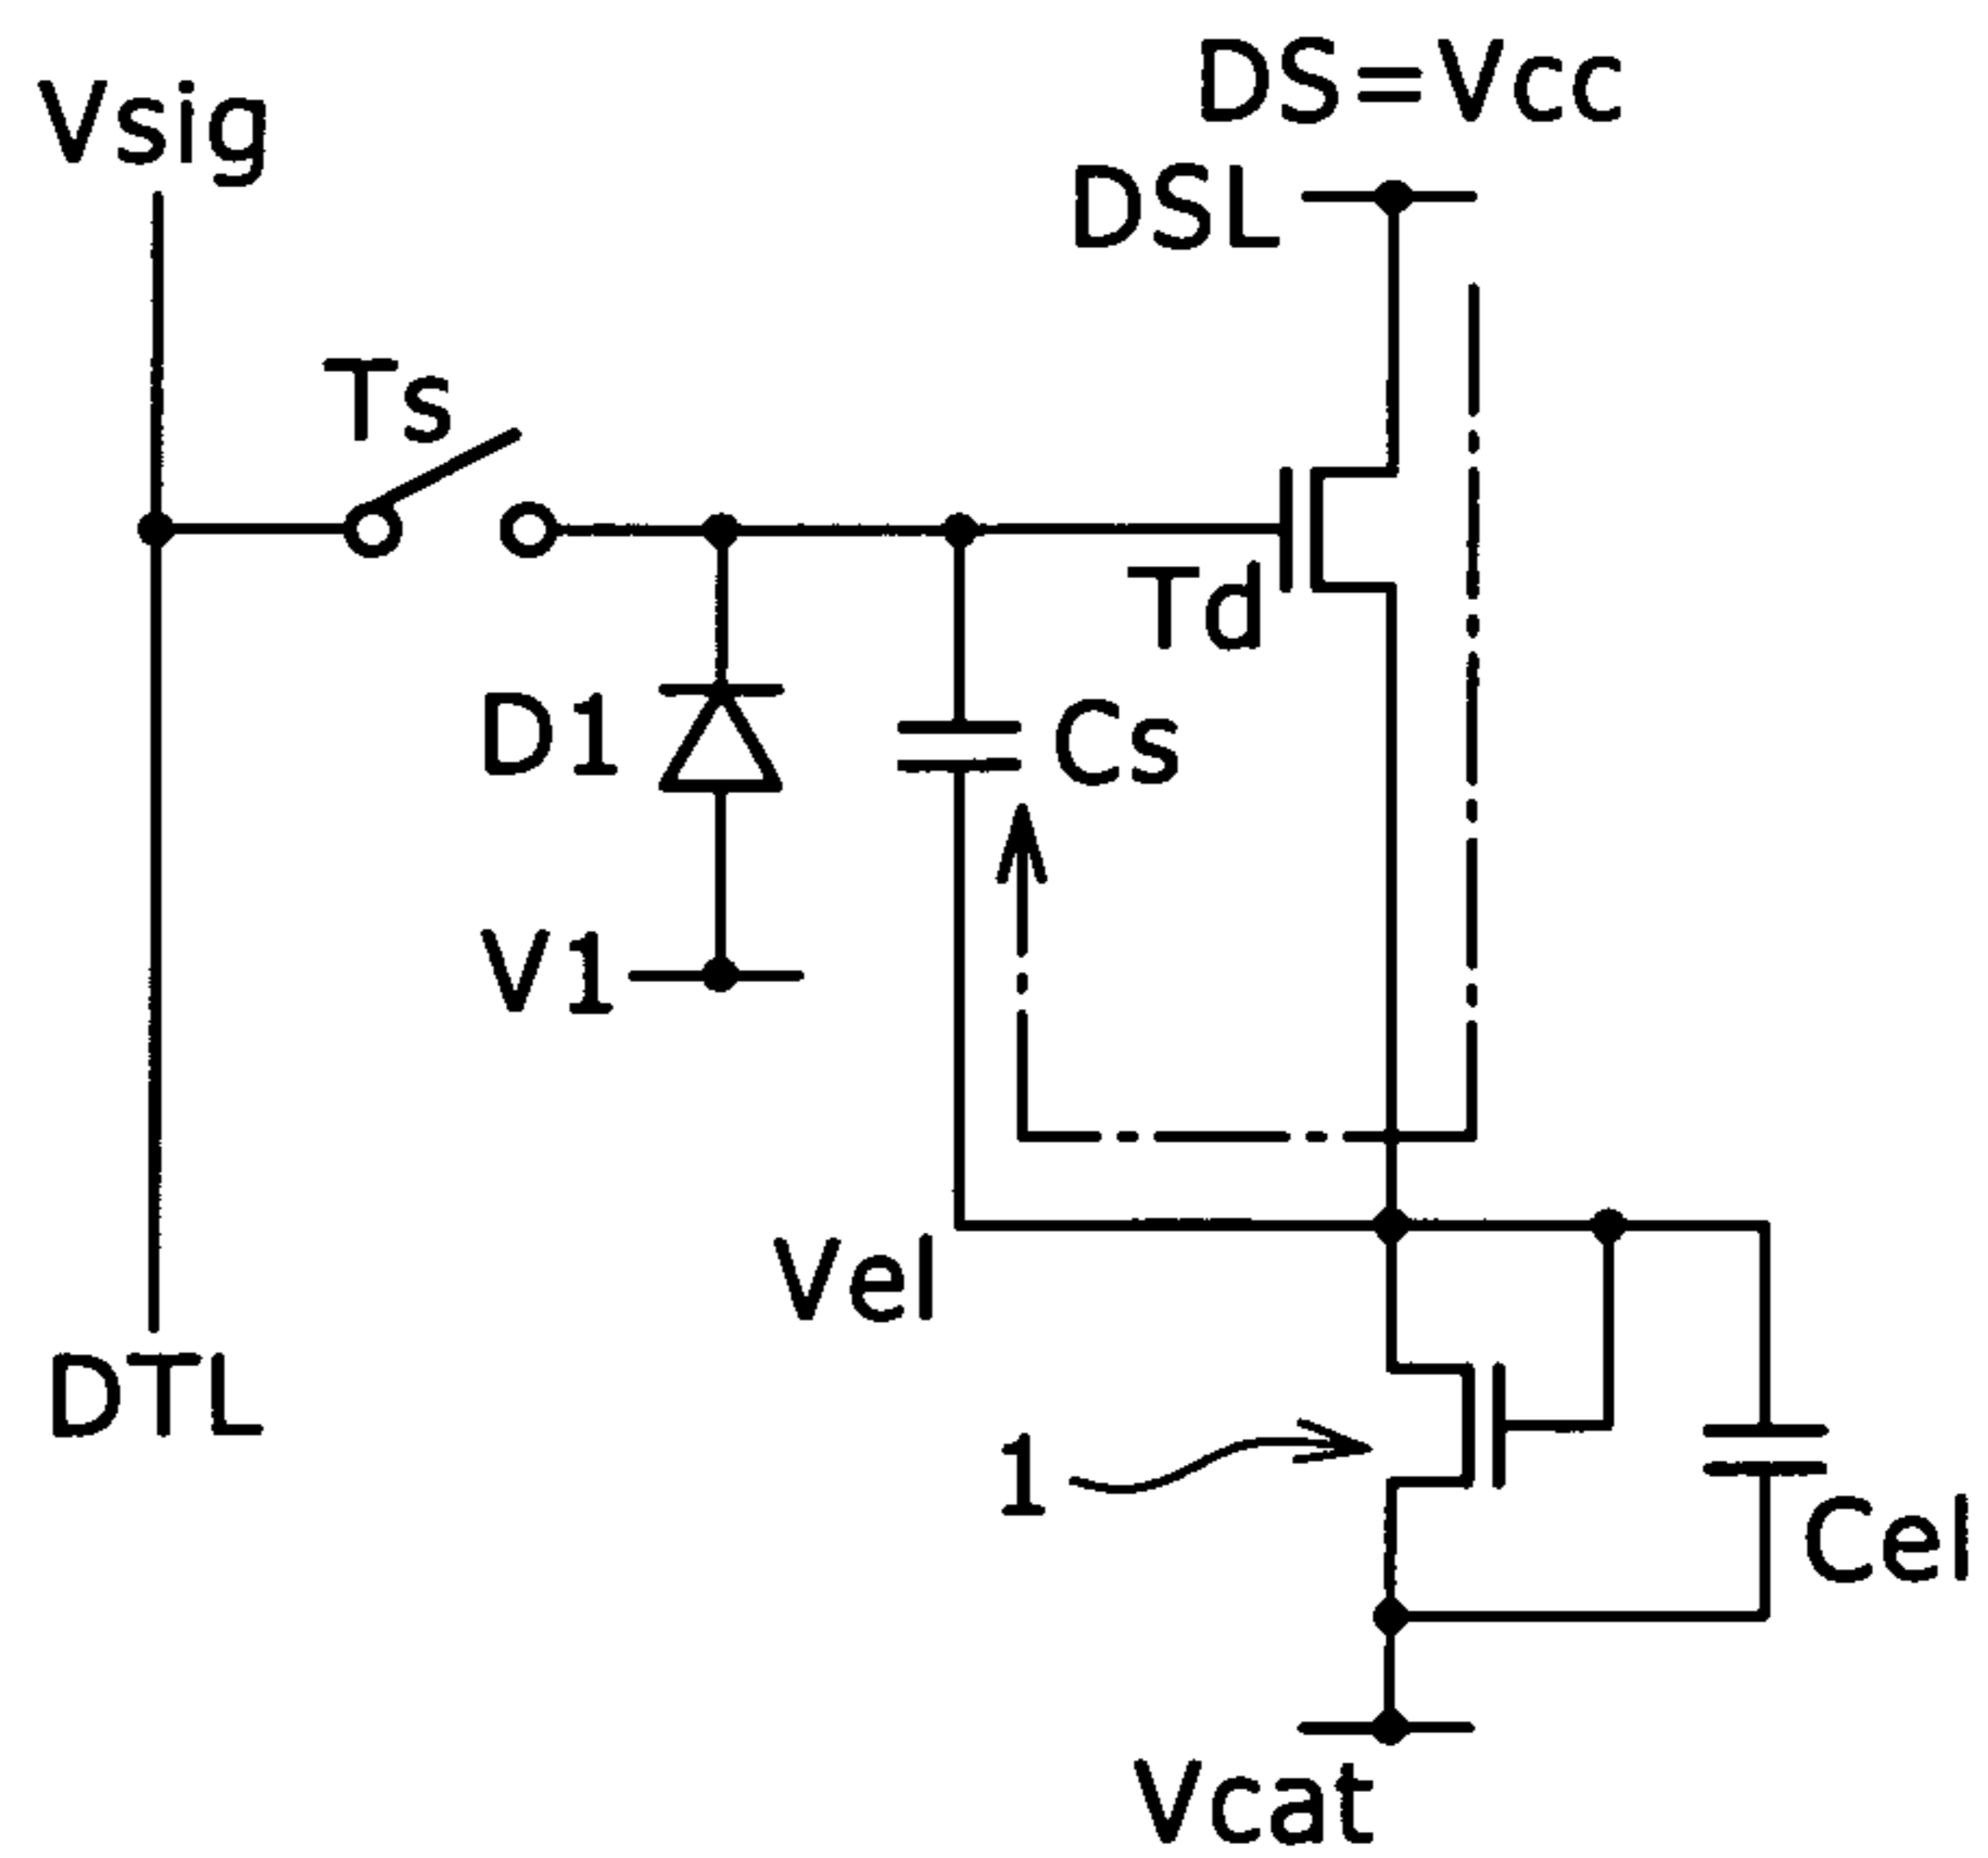 DS=Vcc
Vsig
DSL
Ts
Td
D1
Cs
V1
Vel
DTL
1
Cel
Vcat